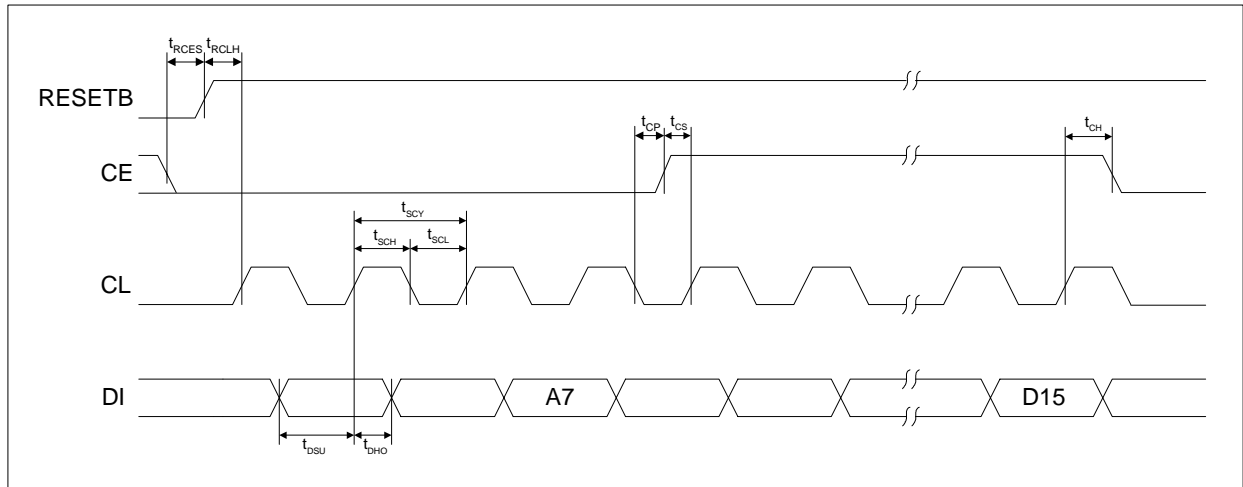 tRCES tRCLH
RESETB
tCP tCS tCH
CE
tSCY
tSCH tSCL
CL
DI A7 D15
tDSU tDHO